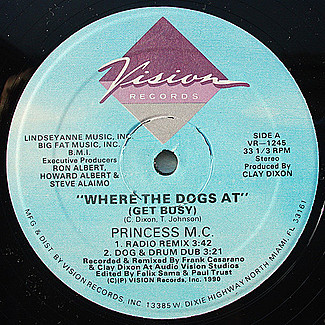 Vision
RECORDS
LINDSEYANNE MUSIC, INC.
BIG FAT MUSIC, INC.
B.M.I.
Executive Producers
RON ALBERT,
HOWARD ALBERT &
STEVE ALAIMO
SIDE A
VR-1245
33 1/3 RPM
Stereo
Produced By
CLAY DIXON
"WHERE THE DOGS AT"
(GET BUSY)
(C. Dixon, T. Johnson)
PRINCESS M.C.
1. RADIO REMIX 3:42
2. DOG & DRUM DUB 3:21
Recorded & Remixed By Frank Cesarano
& Clay Dixon At Audio Vision Studios
Edited By Felix Sama & Paul Trust
(C)(P) VISION Records, Inc. 1990
MFG. & DIST. BY VISION RECORDS, INC. 13385 W. DIXIE HIGHWAY NORTH MIAMI, FL 33161